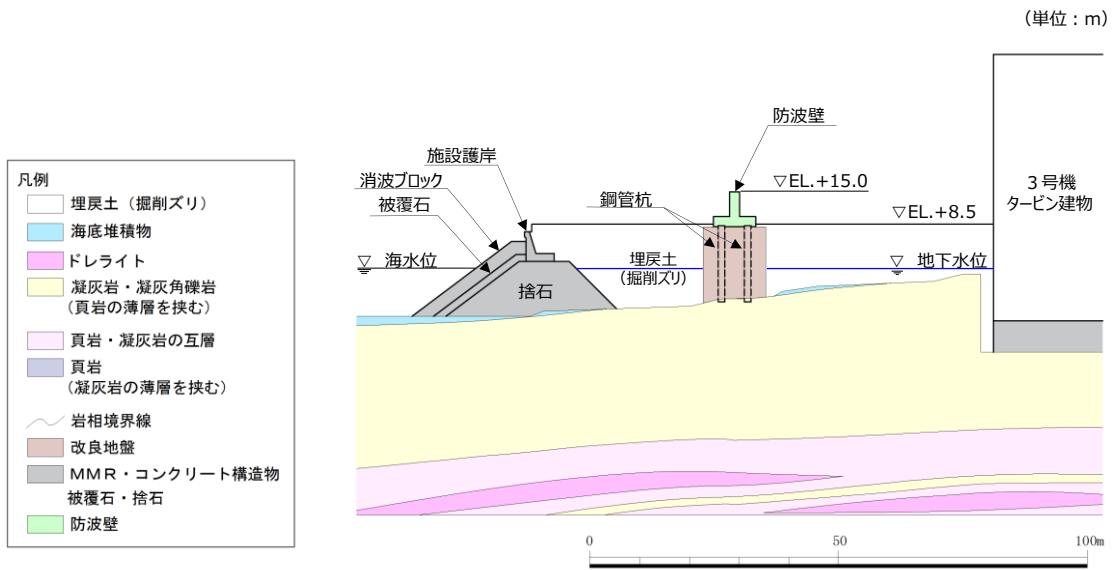 (単位:m)
防波壁
施設護岸
▽EL.+15.0
消波ブロック
鋼管杭
3号機
タービン建物
被覆石
▽EL.+8.5
▽ 海水位
埋戻土
(掘削ズリ)
▽ 地下水位
捨石
凡例
埋戻土(掘削ズリ)
海底堆積物
ドレライト
凝灰岩・凝灰角礫岩
(頁岩の薄層を挟む)
頁岩・凝灰岩の互層
頁岩
(凝灰岩の薄層を挟む)
岩相境界線
改良地盤
MMR・コンクリート構造物
被覆石・捨石
防波壁
0 50 100m